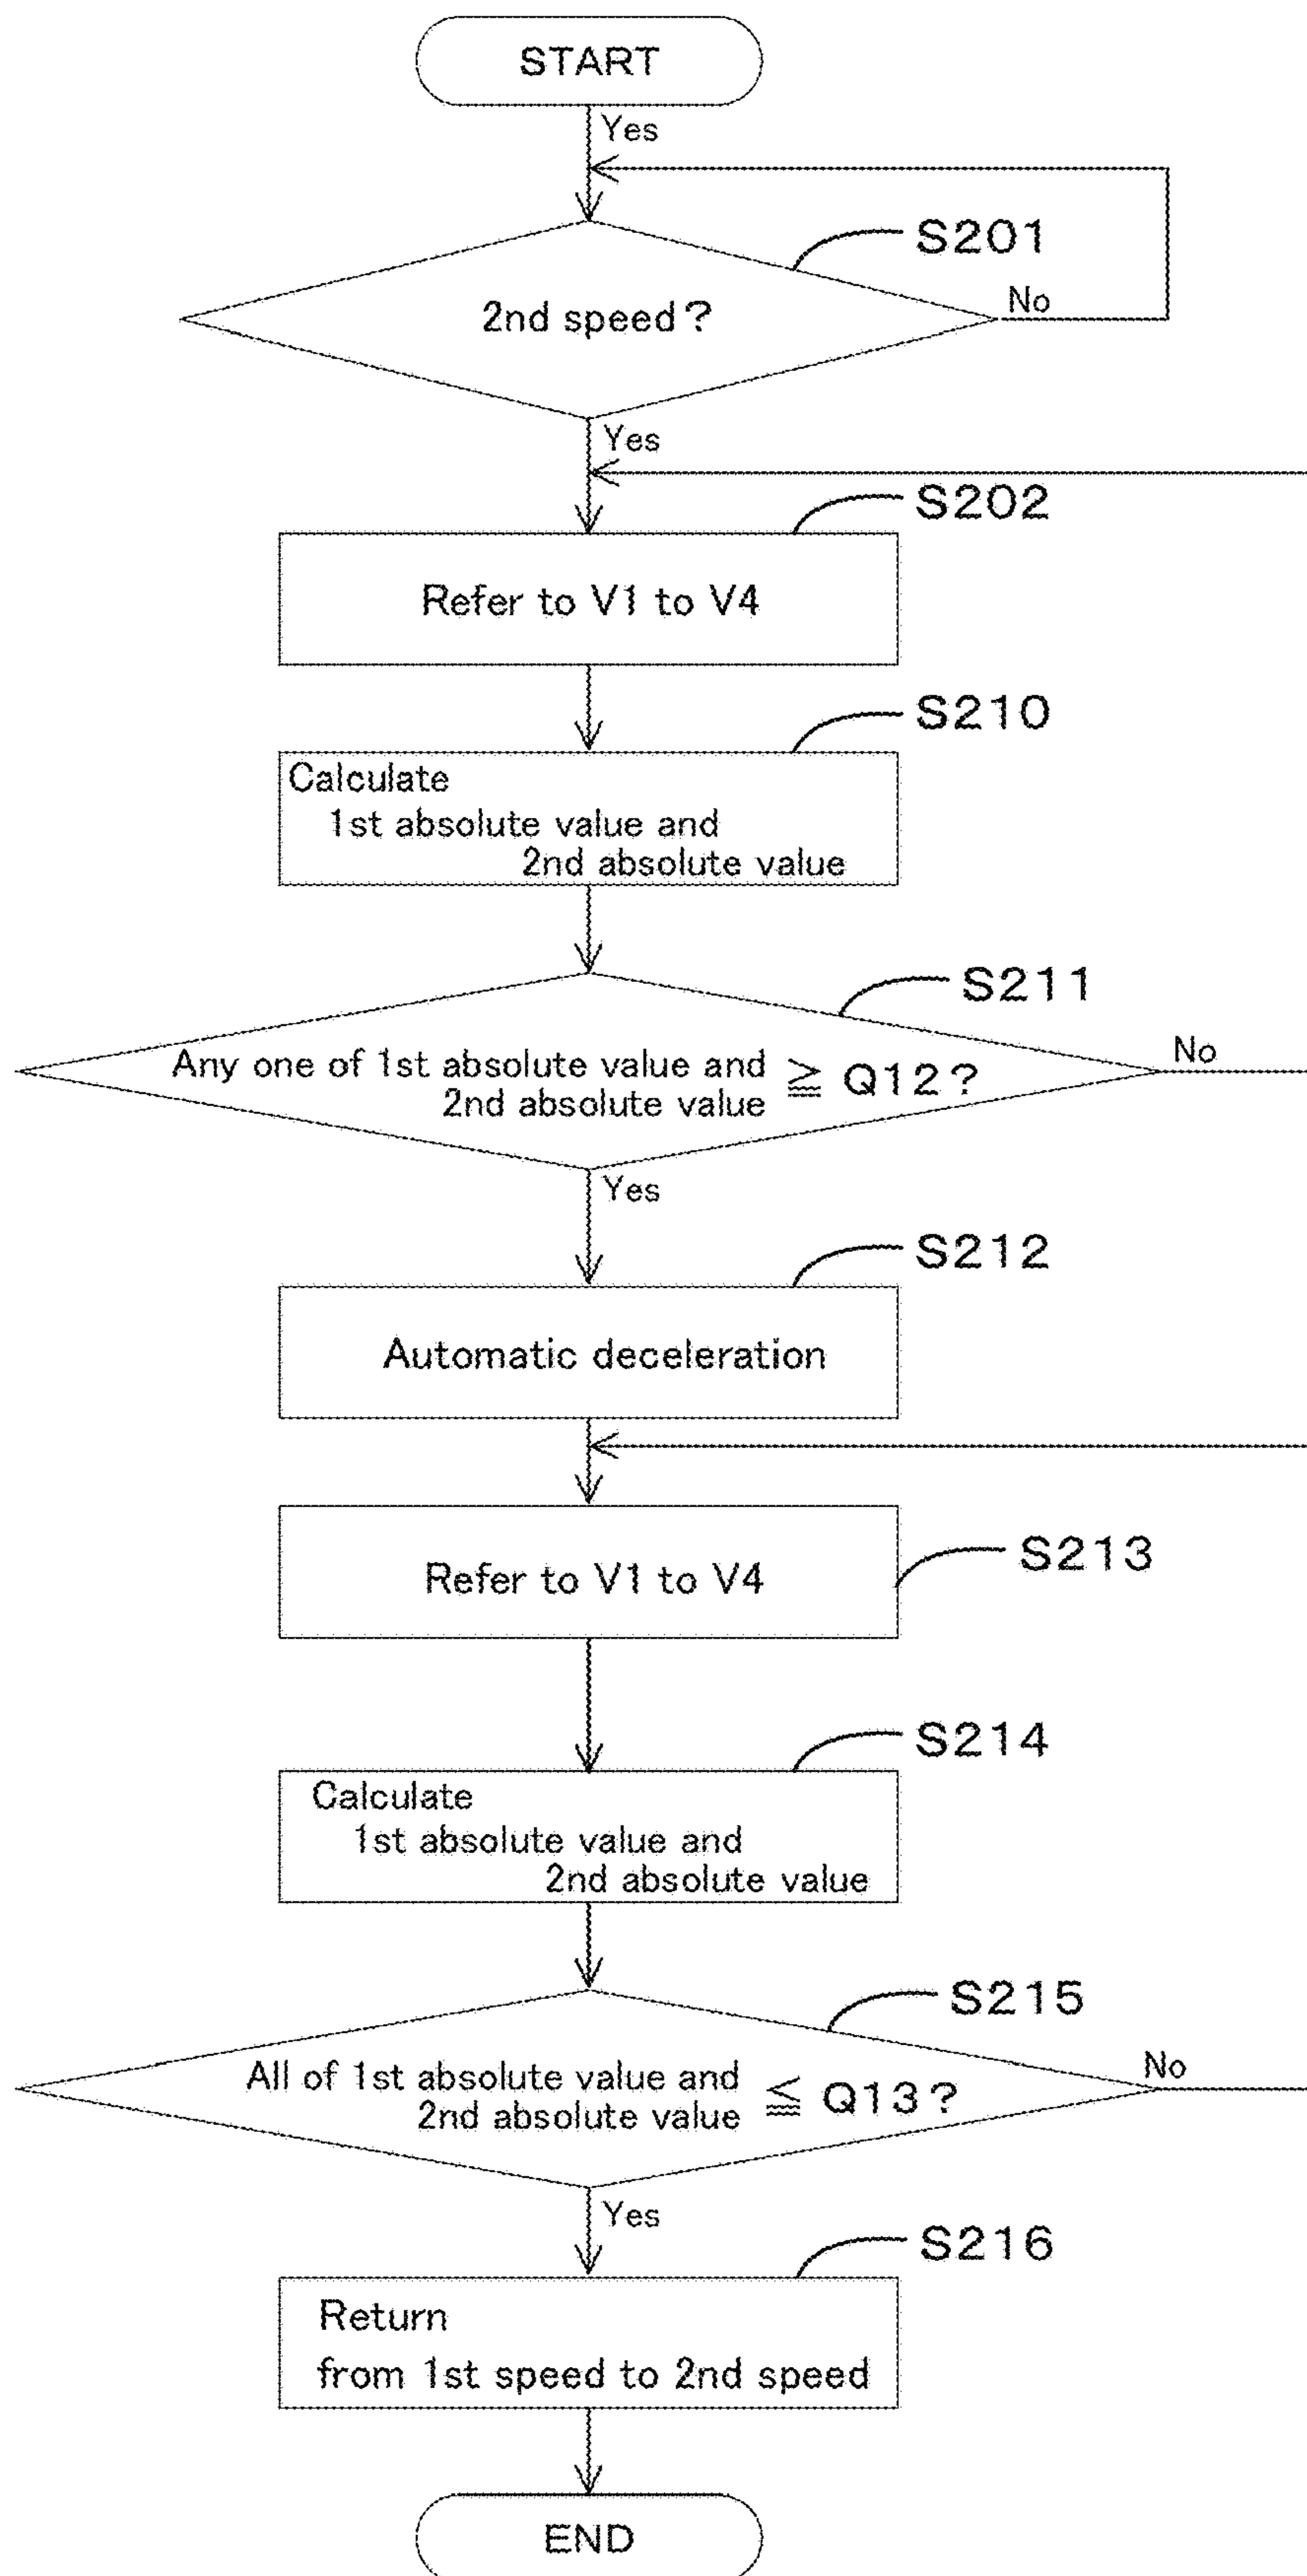 START
Yes
S201
2nd speed?
No
Yes
S202
Refer to V1 to V4
S210
Calculate
1st absolute value and
2nd absolute value
S211
Any one of 1st absolute value and
2nd absolute value ≧ Q12?
No
Yes
S212
Automatic deceleration
S213
Refer to V1 to V4
S214
Calculate
1st absolute value and
2nd absolute value
S215
All of 1st absolute value and
2nd absolute value ≦ Q13?
No
Yes
S216
Return
from 1st speed to 2nd speed
END